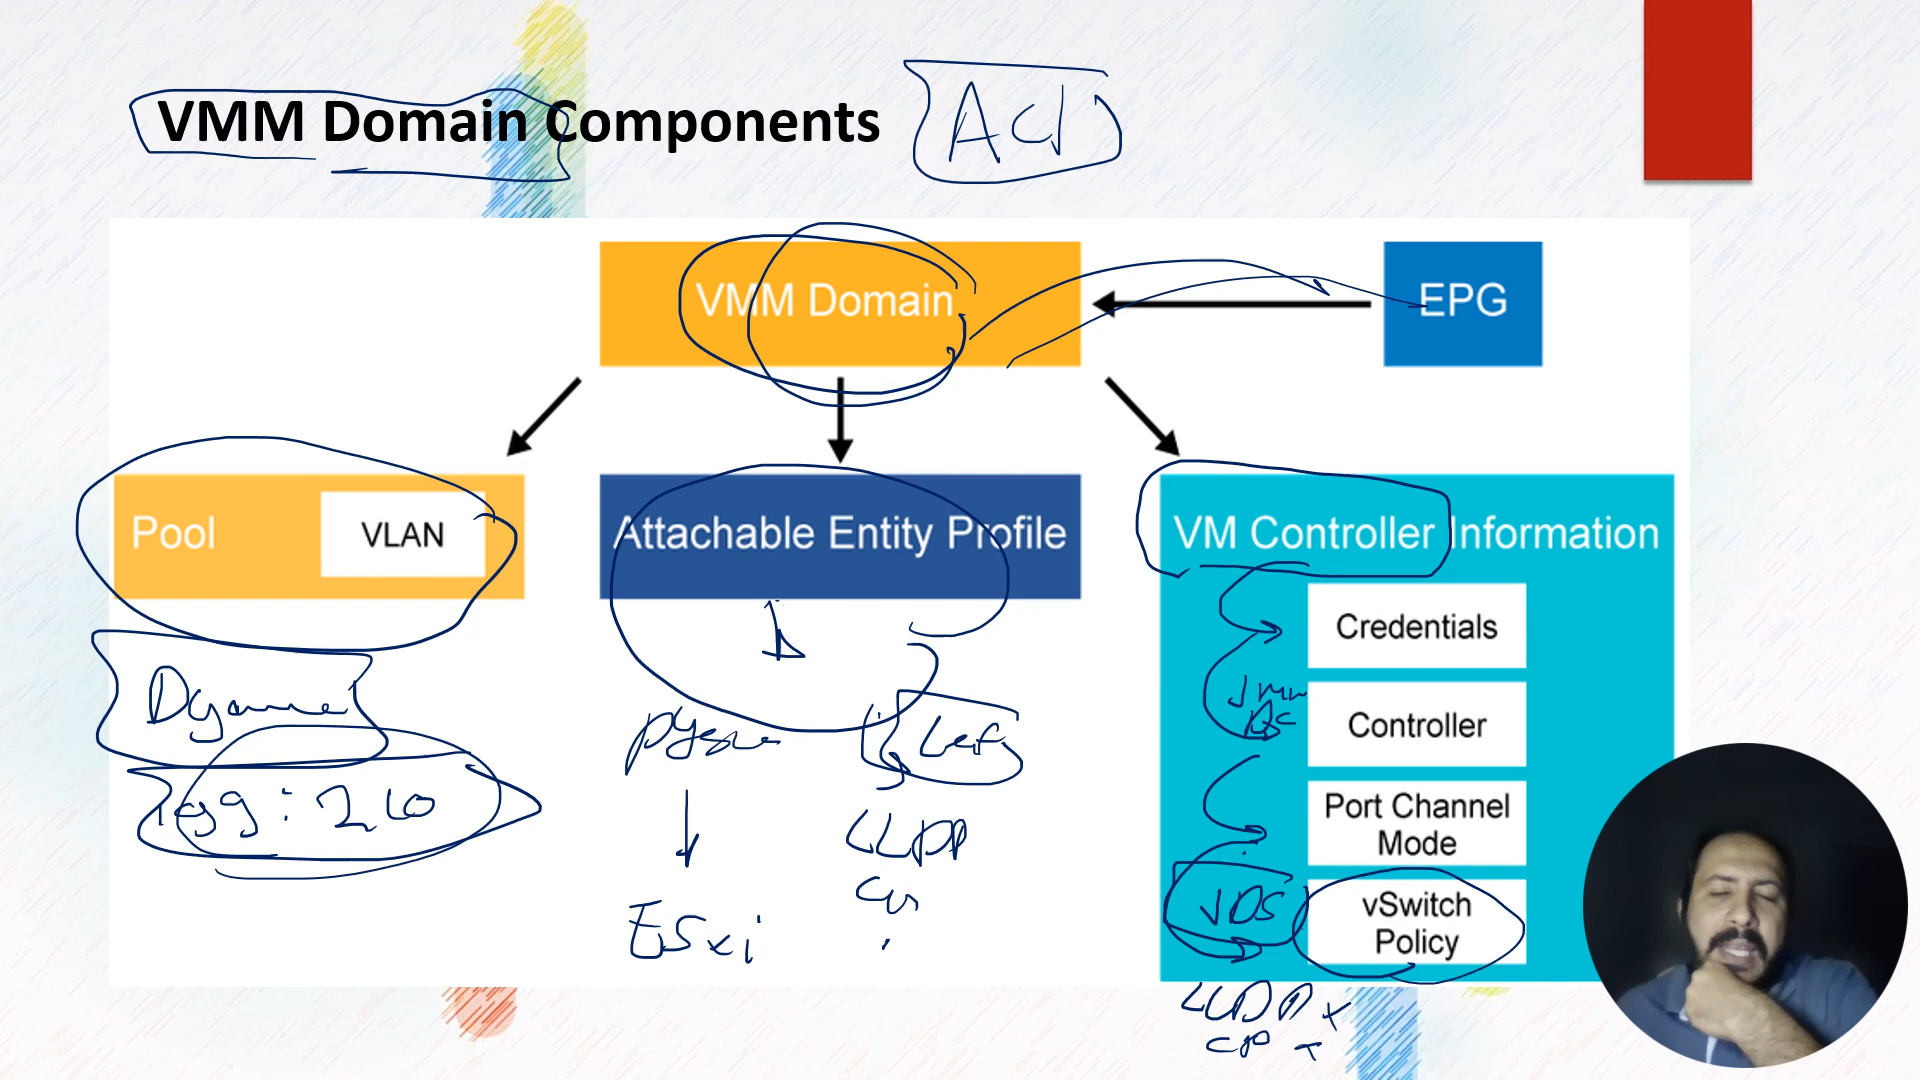 VMM Domain Components
ACI
VMM Domain
EPG
Pool
VLAN
Attachable Entity Profile
VM Controller Information
Credentials
Controller
Port Channel
Mode
vSwitch
Policy
ESxi
LLDP
VDS
LLDP x